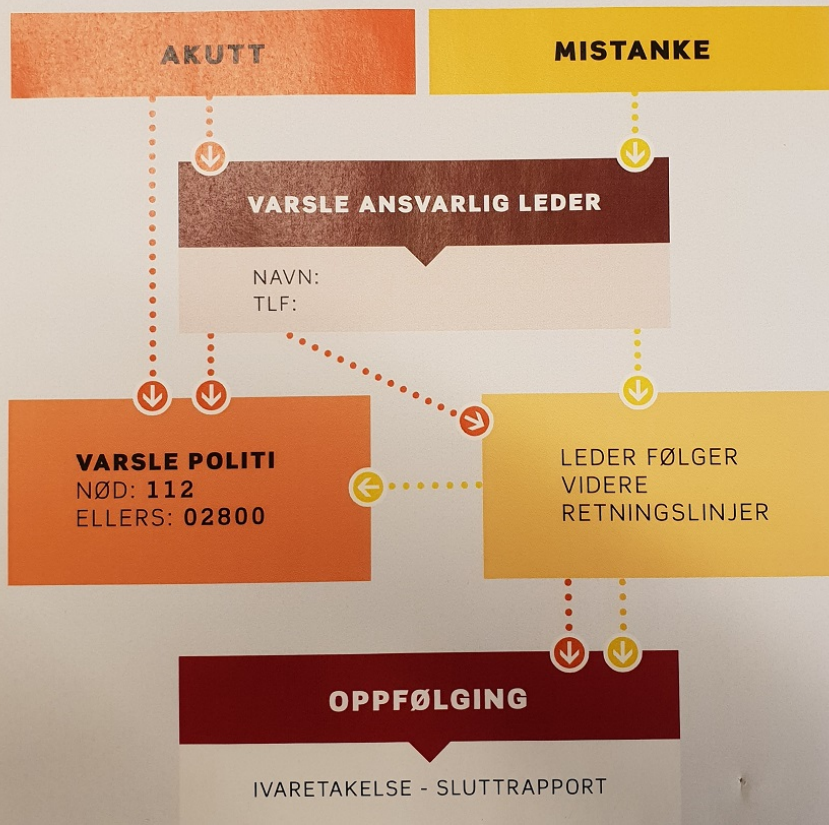 AKUTT
MISTANKE
VARSLE ANSVARLIG LEDER
NAVN:
TLF:
VARSLE POLITI
NØD: 112
ELLERS: 02800
LEDER FØLGER
VIDERE
RETNINGSLINJER
OPPFØLGING
IVARETAKELSE - SLUTTRAPPORT